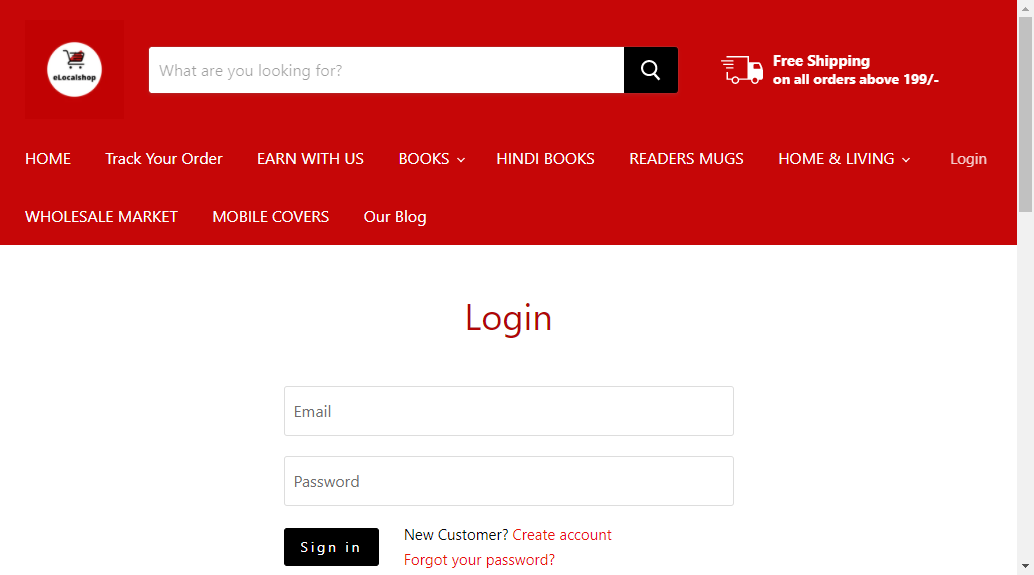 eLocalshop
What are you looking for?
Free Shipping
on all orders above 199/-
HOME
Track Your Order
EARN WITH US
BOOKS
HINDI BOOKS
READERS MUGS
HOME & LIVING
Login
WHOLESALE MARKET
MOBILE COVERS
Our Blog
Login
Email
Password
Sign in
New Customer? Create account
Forgot your password?